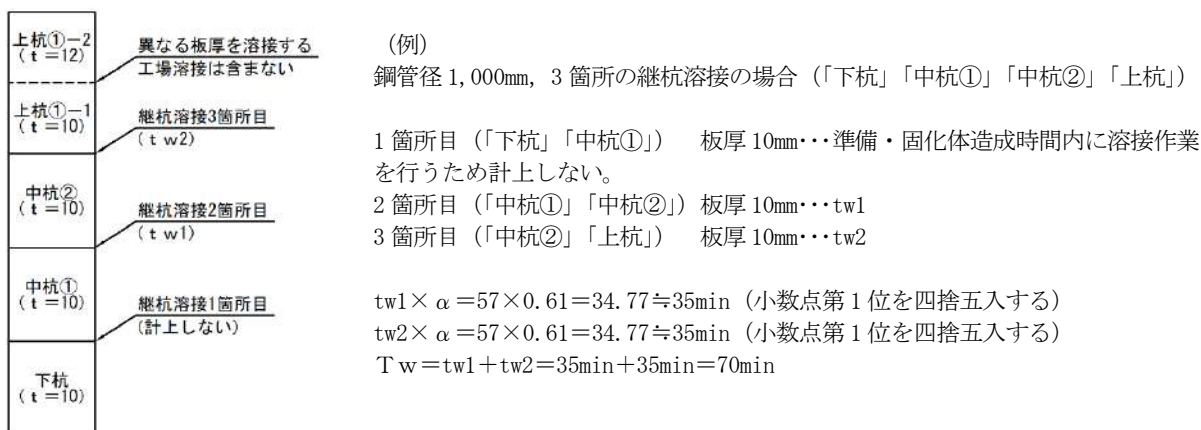 上杭①－2
(ｔ＝12)
異なる板厚を溶接する
工場溶接は含まない
上杭①－1
(ｔ＝10)
継杭溶接3箇所目
(ｔw2)
中杭②
(ｔ＝10)
継杭溶接2箇所目
(ｔw1)
中杭①
(ｔ＝10)
継杭溶接1箇所目
(計上しない)
下杭
(ｔ＝10)
（例）
鋼管径 1,000mm，3 箇所の継杭溶接の場合（｢下杭｣｢中杭①｣｢中杭②｣｢上杭｣）
1 箇所目（｢下杭｣｢中杭①｣）　板厚 10mm･･･準備・固化体造成時間内に溶接作業
を行うため計上しない。
2 箇所目（｢中杭①｣｢中杭②｣）板厚 10mm･･･tw1
3 箇所目（｢中杭②｣｢上杭｣）　板厚 10mm･･･tw2
tw1×α＝57×0.61＝34.77≒35min（小数点第 1 位を四捨五入する）
tw2×α＝57×0.61＝34.77≒35min（小数点第 1 位を四捨五入する）
Ｔｗ＝tw1＋tw2＝35min＋35min＝70min